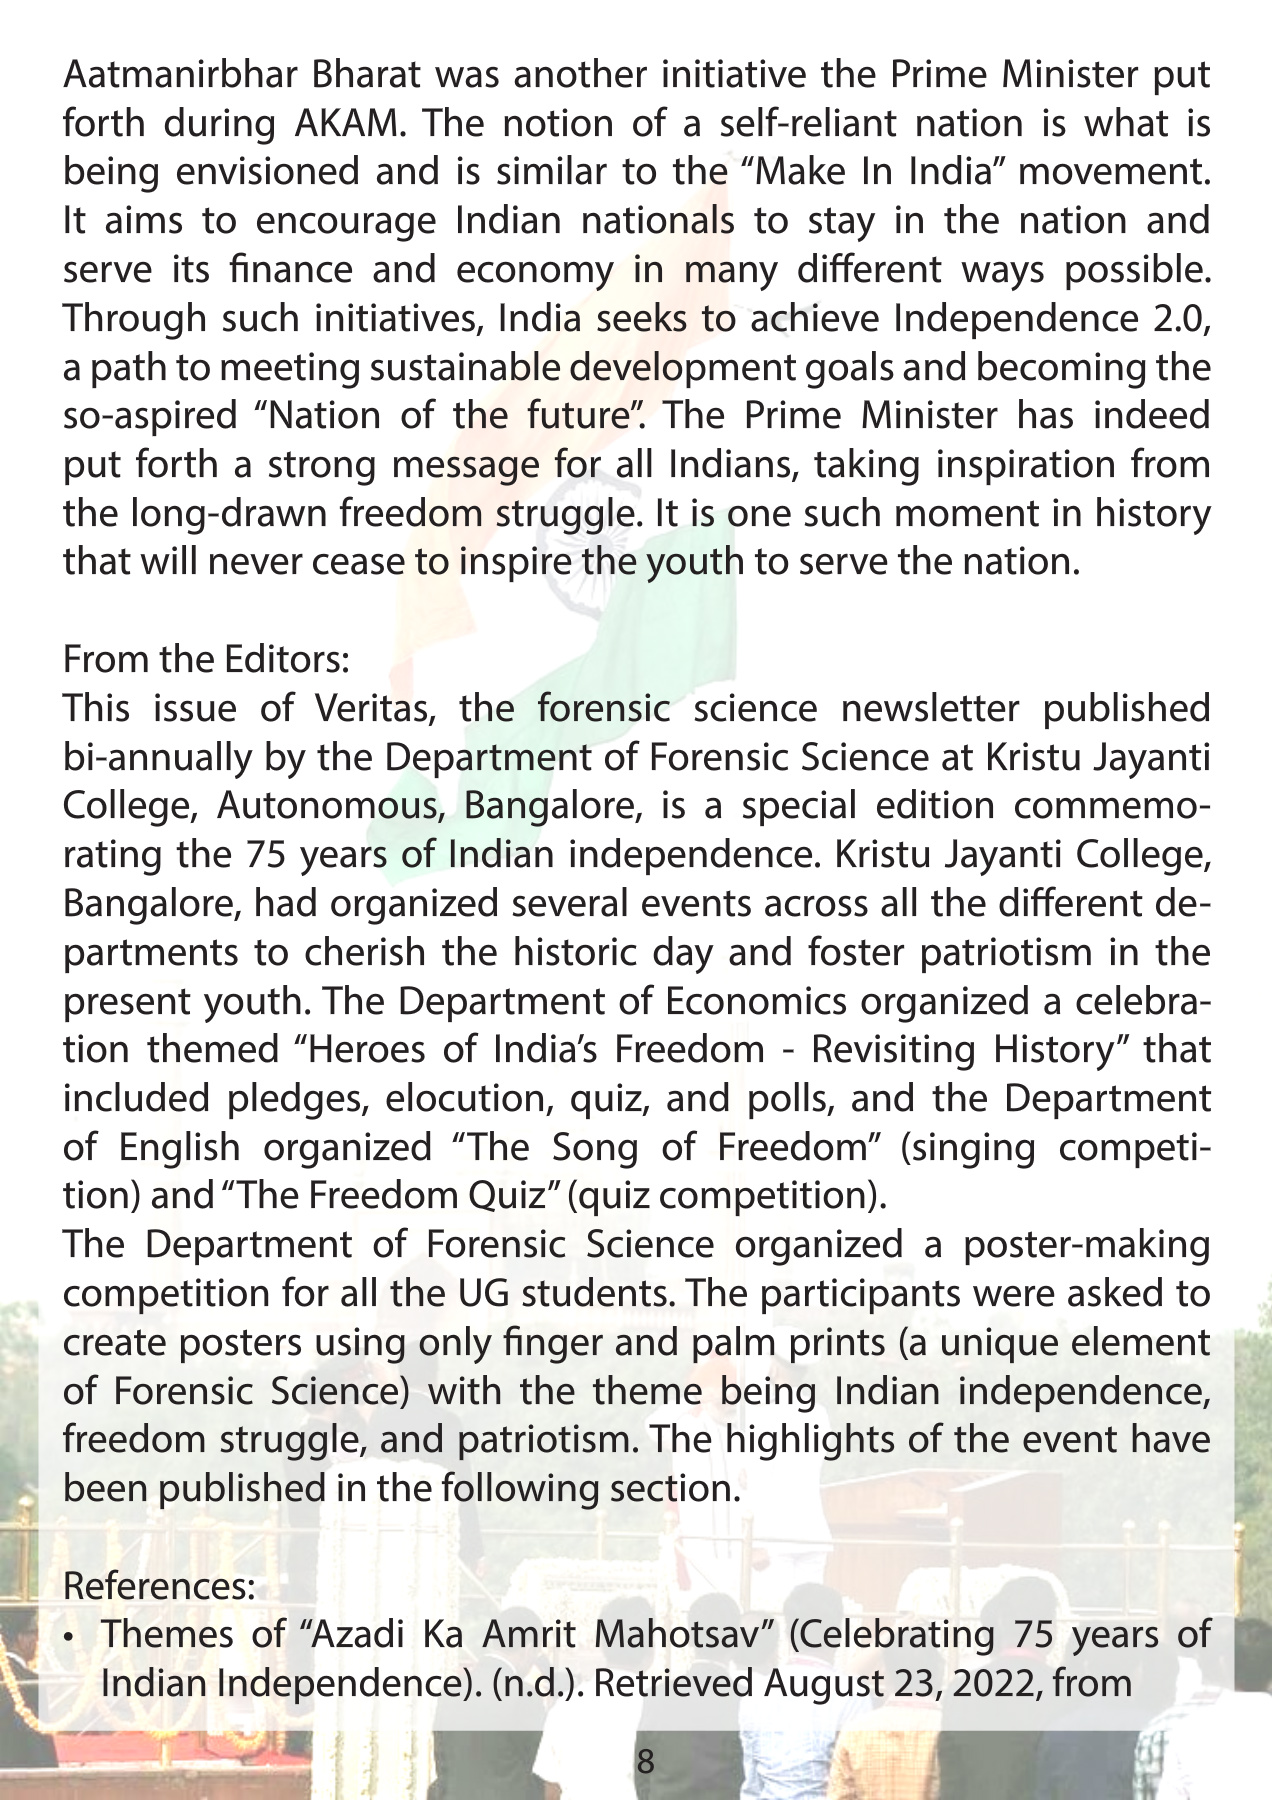 Aatmanirbhar Bharat was another initiative the Prime Minister put
forth during AKAM. The notion of a self-reliant nation is what is
being envisioned and is similar to the “Make In India” movement.
It aims to encourage Indian nationals to stay in the nation and
serve its finance and economy in many different ways possible.
Through such initiatives, India seeks to achieve Independence 2.0,
a path to meeting sustainable development goals and becoming the
so-aspired “Nation of the future”. The Prime Minister has indeed
put forth a strong message for all Indians, taking inspiration from
the long-drawn freedom struggle. It is one such moment in history
that will never cease to inspire the youth to serve the nation.
From the Editors:
This issue of Veritas, the forensic science newsletter published
bi-annually by the Department of Forensic Science at Kristu Jayanti
College, Autonomous, Bangalore, is a special edition commemo-
rating the 75 years of Indian independence. Kristu Jayanti College,
Bangalore, had organized several events across all the different de-
partments to cherish the historic day and foster patriotism in the
present youth. The Department of Economics organized a celebra-
tion themed “Heroes of India’s Freedom - Revisiting History” that
included pledges, elocution, quiz, and polls, and the Department
of English organized “The Song of Freedom” (singing competi-
tion) and “The Freedom Quiz” (quiz competition).
The Department of Forensic Science organized a poster-making
competition for all the UG students. The participants were asked to
create posters using only finger and palm prints (a unique element
of Forensic Science) with the theme being Indian independence,
freedom struggle, and patriotism. The highlights of the event have
been published in the following section.
References:
• Themes of “Azadi Ka Amrit Mahotsav” (Celebrating 75 years of
Indian Independence). (n.d.). Retrieved August 23, 2022, from
8